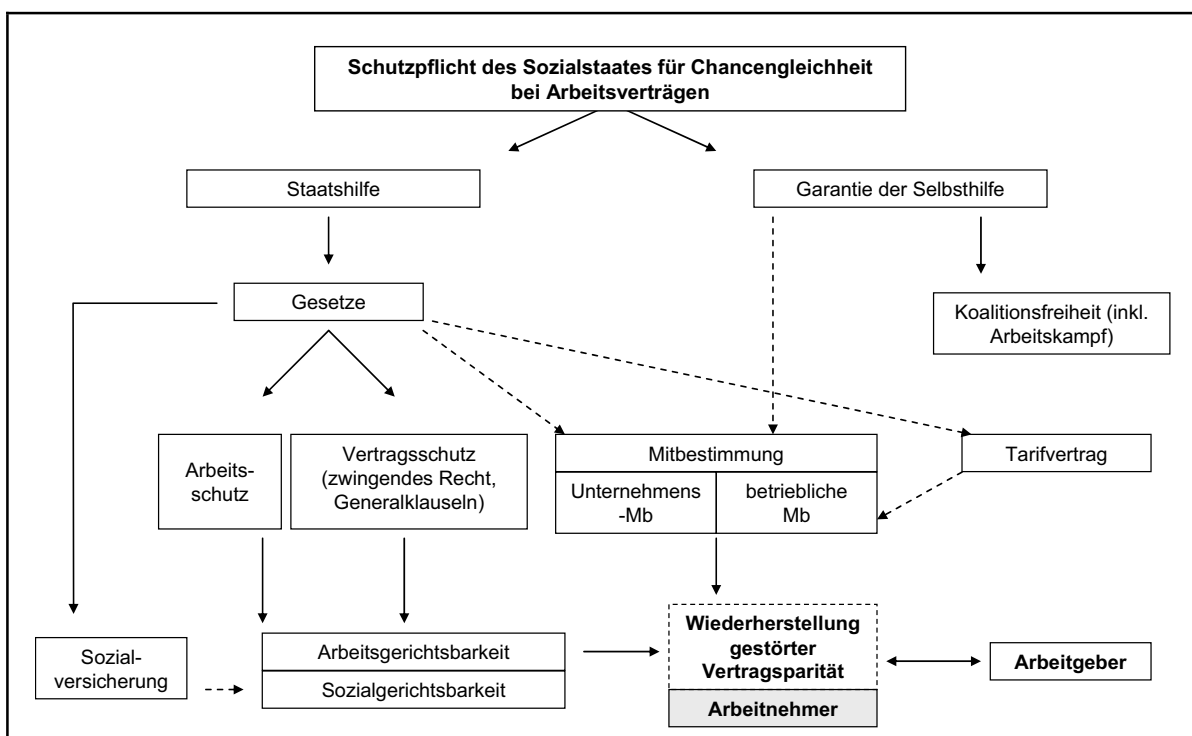 Schutzpflicht des Sozialstaates für Chancengleichheit
bei Arbeitsverträgen
Staatshilfe
Garantie der Selbsthilfe
Gesetze
Koalitionsfreiheit (inkl.
Arbeitskampf)
Arbeits-
schutz
Vertragsschutz
(zwingendes Recht,
Generalklauseln)
Mitbestimmung
Unternehmens
-Mb
betriebliche
Mb
Tarifvertrag
Sozial-
versicherung
Arbeitsgerichtsbarkeit
Sozialgerichtsbarkeit
Wiederherstellung
gestörter
Vertragsparität
Arbeitnehmer
Arbeitgeber